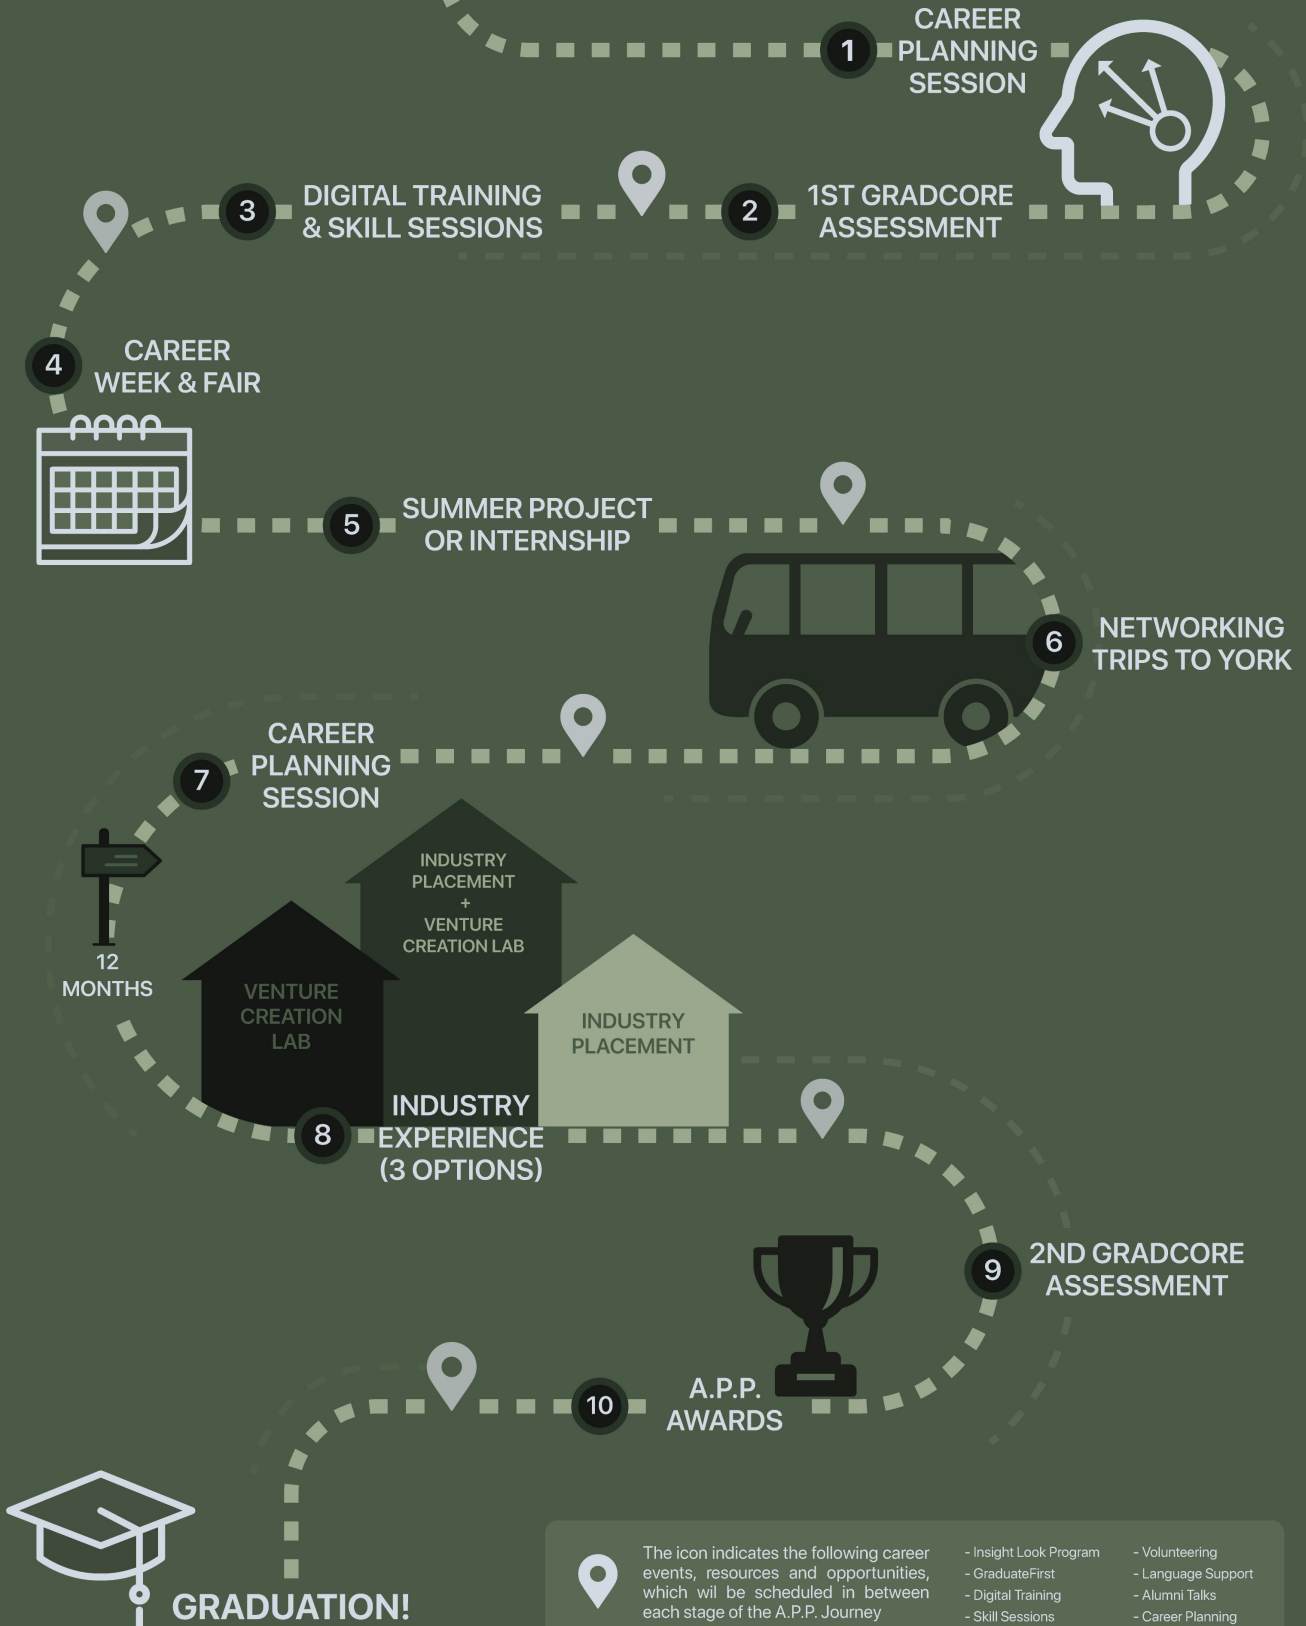 1
CAREER
PLANNING
SESSION
2
1ST GRADCORE
ASSESSMENT
3
DIGITAL TRAINING
& SKILL SESSIONS
4
CAREER
WEEK & FAIR
5
SUMMER PROJECT
OR INTERNSHIP
6
NETWORKING
TRIPS TO YORK
7
CAREER
PLANNING
SESSION
12
MONTHS
VENTURE
CREATION
LAB
INDUSTRY
PLACEMENT
+
VENTURE
CREATION LAB
INDUSTRY
PLACEMENT
8
INDUSTRY
EXPERIENCE
(3 OPTIONS)
9
2ND GRADCORE
ASSESSMENT
10
A.P.P.
AWARDS
GRADUATION!
The icon indicates the following career
events, resources and opportunities,
which wil be scheduled in between
each stage of the A.P.P. Journey
- Insight Look Program
- GraduateFirst
- Digital Training
- Skill Sessions
- Volunteering
- Language Support
- Alumni Talks
- Career Planning